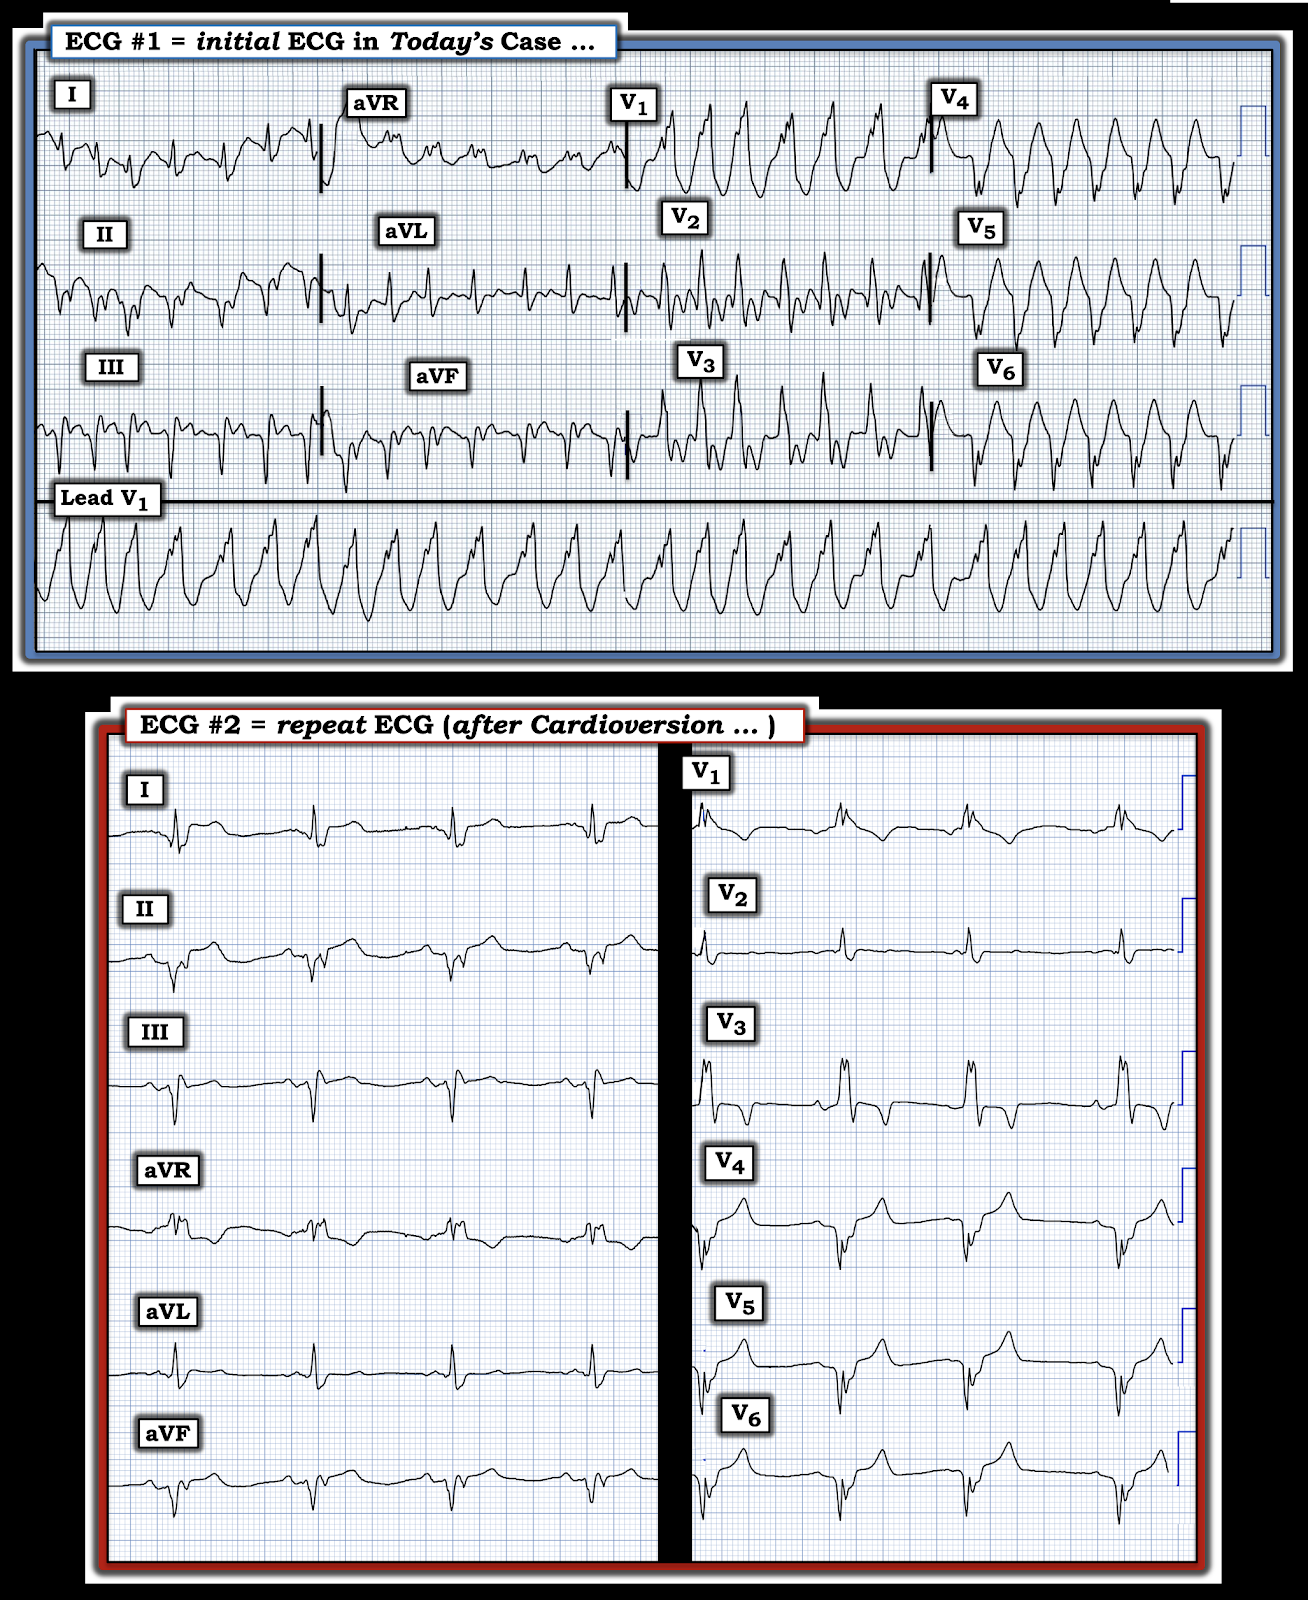 ECG #1 = initial ECG in Today's Case ...
I
aVR
V1
V4
II
aVL
V2
V5
III
aVF
V3
V6
Lead V1
ECG #2 = repeat ECG (after Cardioversion ... )
I
V1
II
V2
III
V3
aVR
V4
aVL
V5
aVF
V6